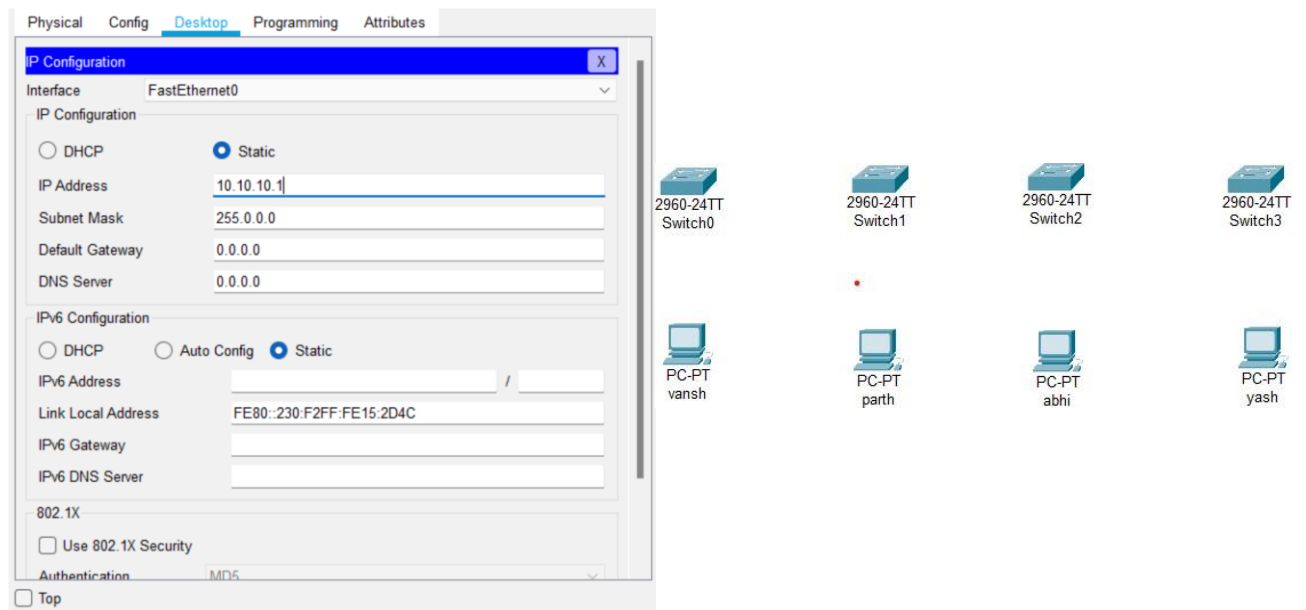 Physical Config Desktop Programming Attributes
IP Configuration X
Interface FastEthernet0
IP Configuration
DHCP Static
IP Address 10.10.10.1
Subnet Mask 255.0.0.0
Default Gateway 0.0.0.0
DNS Server 0.0.0.0
IPv6 Configuration
DHCP Auto Config Static
IPv6 Address /
Link Local Address FE80::230:F2FF:FE15:2D4C
IPv6 Gateway
IPv6 DNS Server
802.1X
Use 802.1X Security
Authentication MD5
Top
2960-24TT
Switch0
2960-24TT
Switch1
2960-24TT
Switch2
2960-24TT
Switch3
PC-PT
vansh
PC-PT
parth
PC-PT
abhi
PC-PT
yash